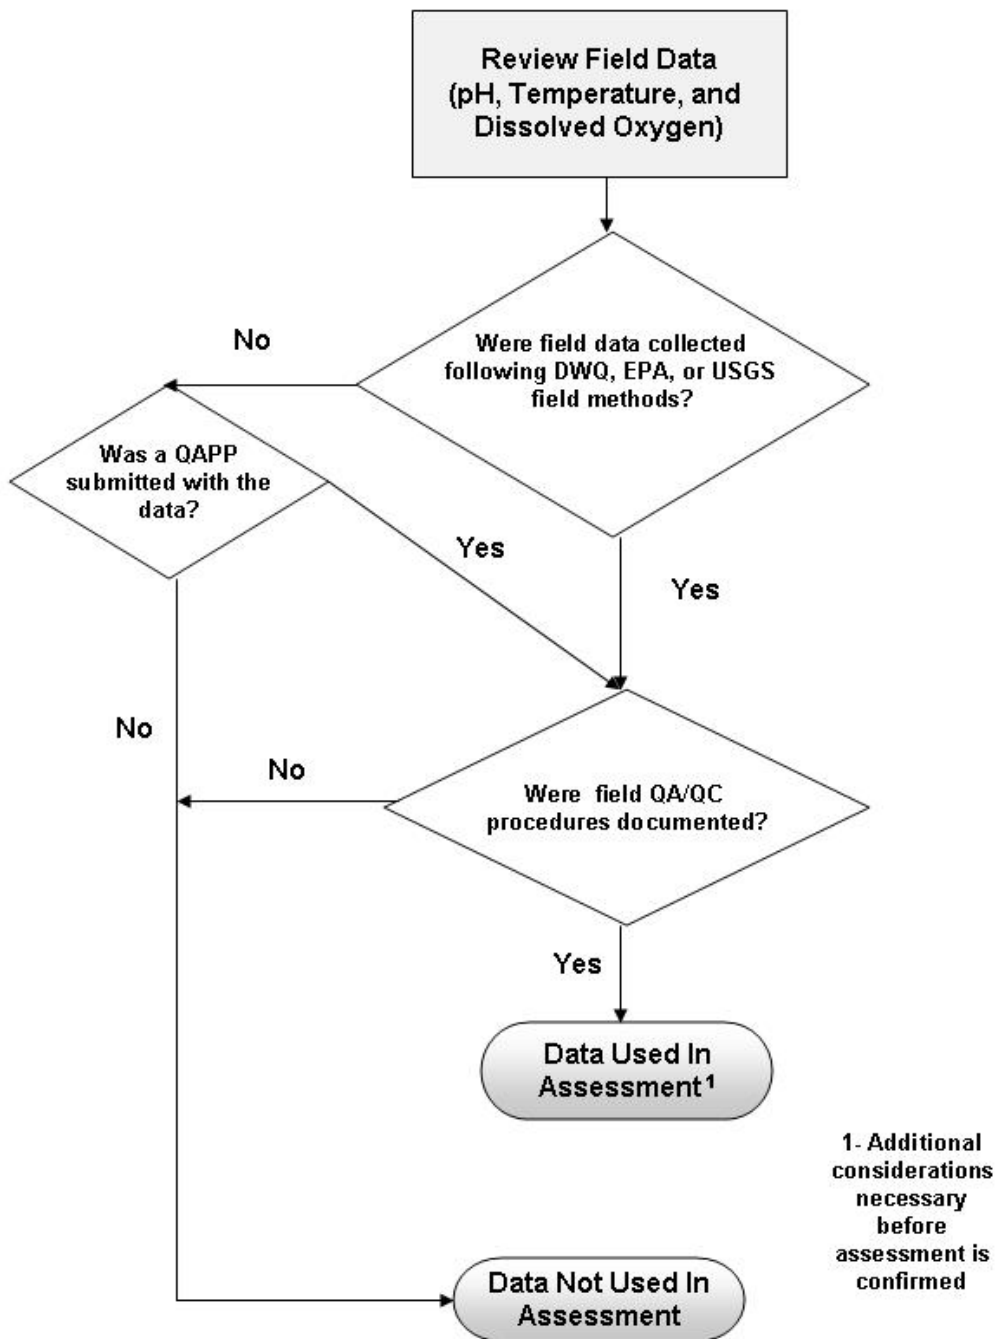 Review Field Data
(pH, Temperature, and
Dissolved Oxygen)
No
Were field data collected
following DWQ, EPA, or USGS
field methods?
Was a QAPP
submitted with the
data?
Yes
Yes
No
No
Were field QA/QC
procedures documented?
Yes
Data Used In
Assessment¹
1- Additional
considerations
necessary
before
assessment is
confirmed
Data Not Used In
Assessment